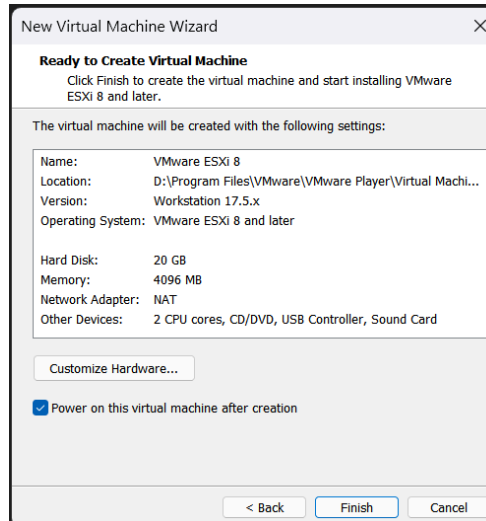 New Virtual Machine Wizard
Ready to Create Virtual Machine
Click Finish to create the virtual machine and start installing VMware
ESXi 8 and later.
The virtual machine will be created with the following settings:
Name: VMware ESXi 8
Location: D:\Program Files\VMware\VMware Player\Virtual Machi...
Version: Workstation 17.5.x
Operating System: VMware ESXi 8 and later
Hard Disk: 20 GB
Memory: 4096 MB
Network Adapter: NAT
Other Devices: 2 CPU cores, CD/DVD, USB Controller, Sound Card
Customize Hardware...
Power on this virtual machine after creation
< Back Finish Cancel